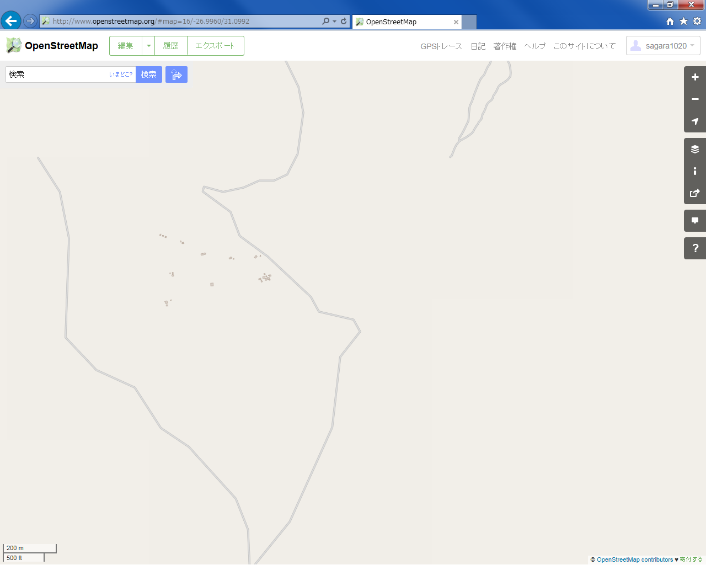 http://www.openstreetmap.org/#map=16/-26.9960/31.0992
OpenStreetMap
OpenStreetMap
編集
履歴
エクスポート
GPSトレース
日記
著作権
ヘルプ
このサイトについて
sagara1020
検索
いまどこ?
検索
200 m
500 ft
© OpenStreetMap contributors ♥ 寄付する